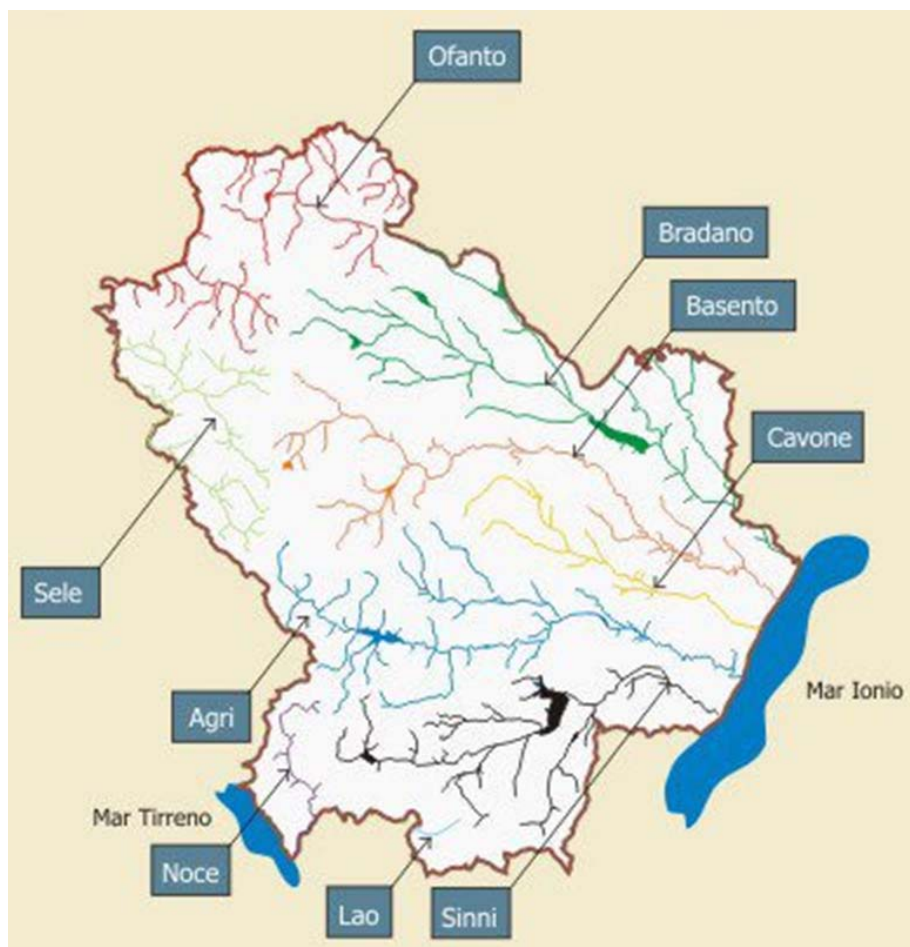 Ofanto
Bradano
Basento
Cavone
Sele
Mar Ionio
Agri
Mar Tirreno
Noce
Lao
Sinni